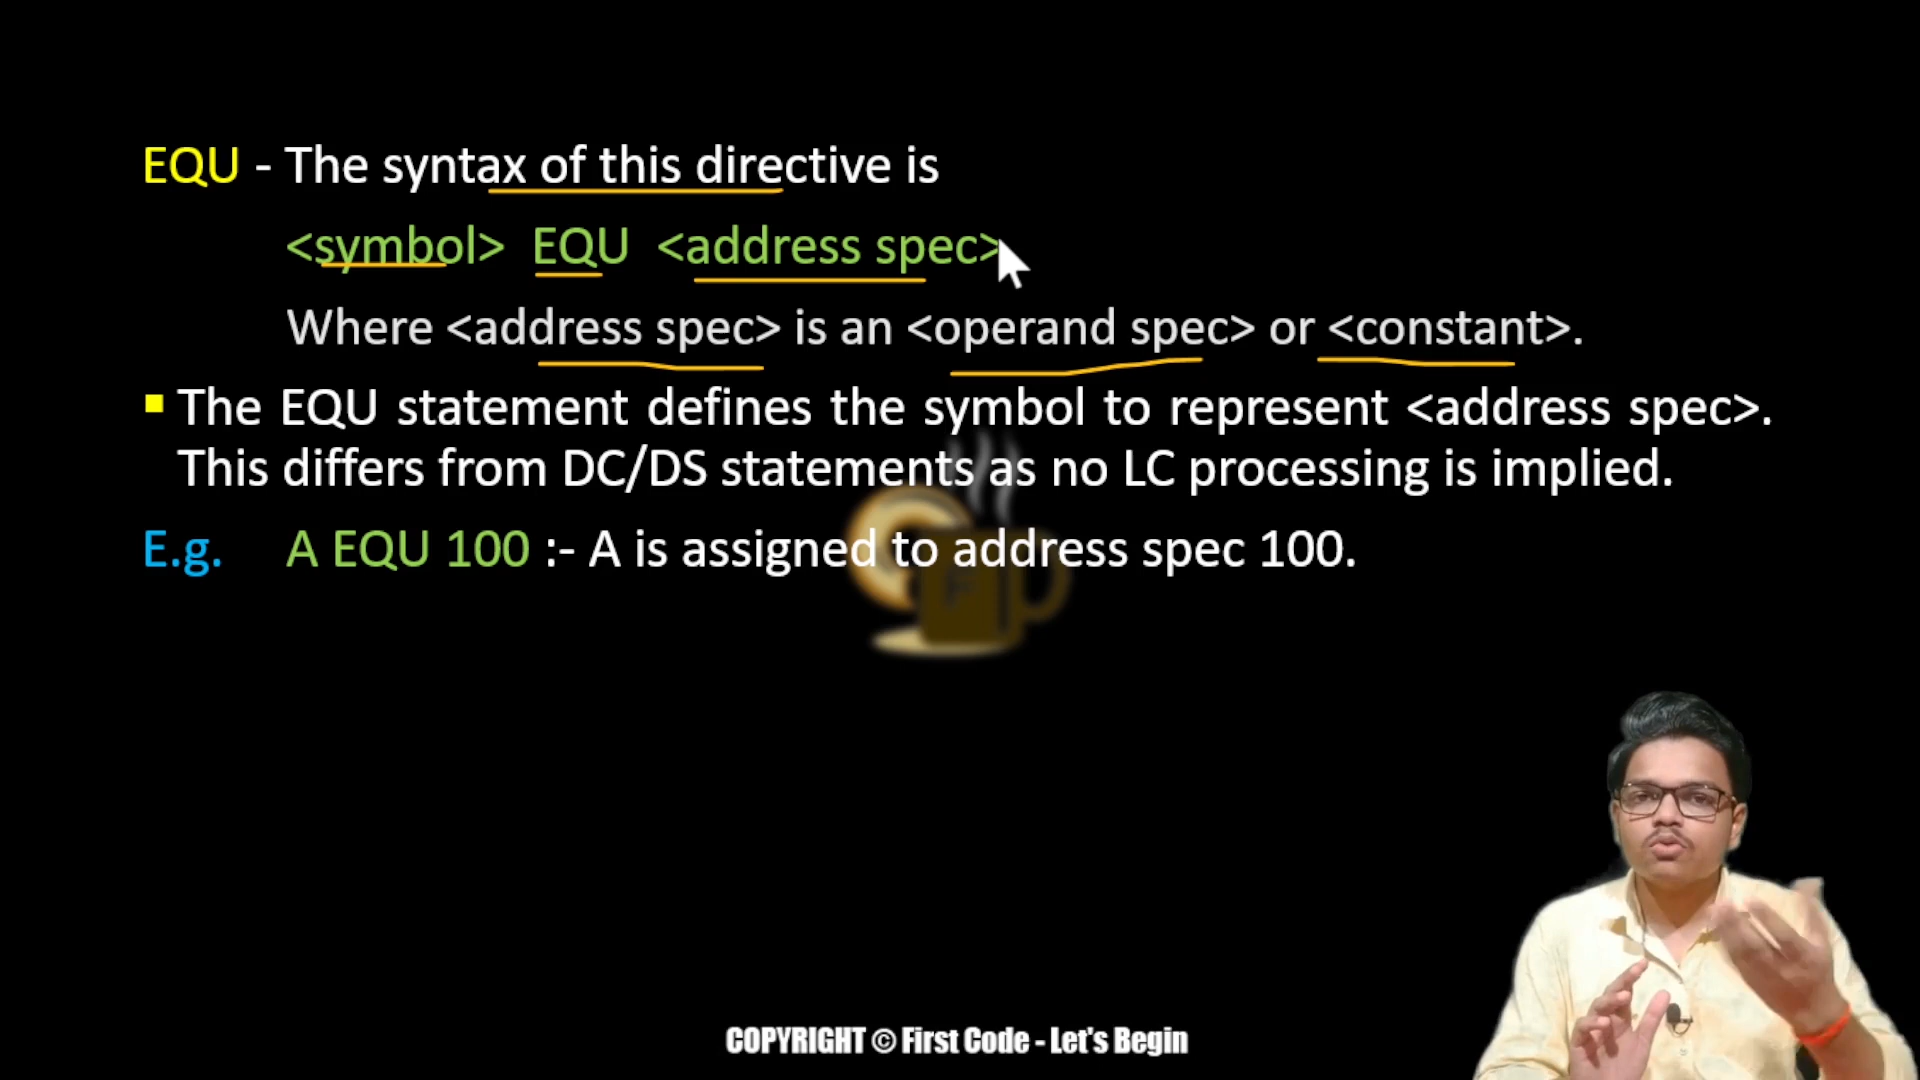 EQU - The syntax of this directive is
<symbol> EQU <address spec>
Where <address spec> is an <operand spec> or <constant>.
▪ The EQU statement defines the symbol to represent <address spec>.
This differs from DC/DS statements as no LC processing is implied.
E.g. A EQU 100 :- A is assigned to address spec 100.
F
COPYRIGHT © First Code - Let's Begin